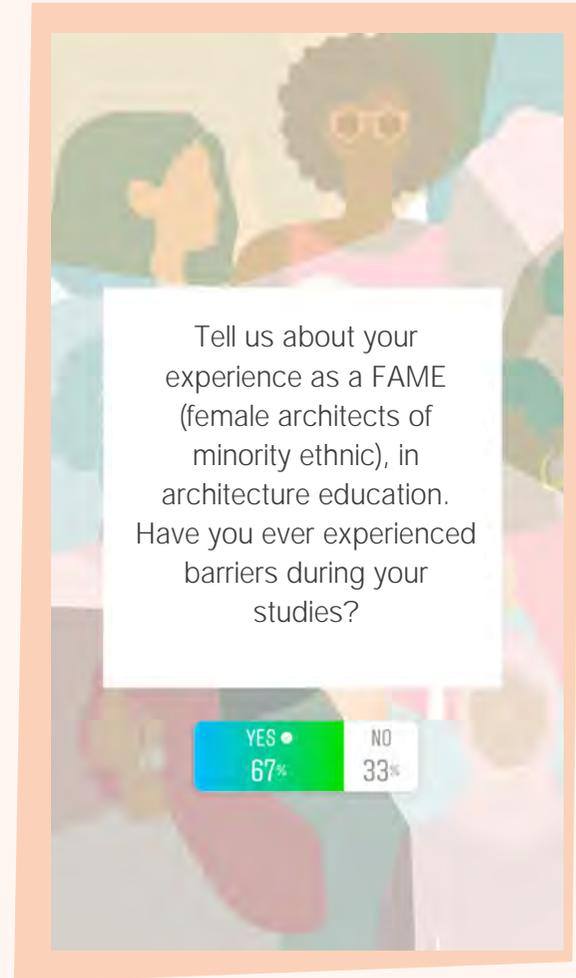 Tell us about your
experience as a FAME
(female architects of
minority ethnic), in
architecture education.
Have you ever experienced
barriers during your
studies?
YES NO
67% 33%